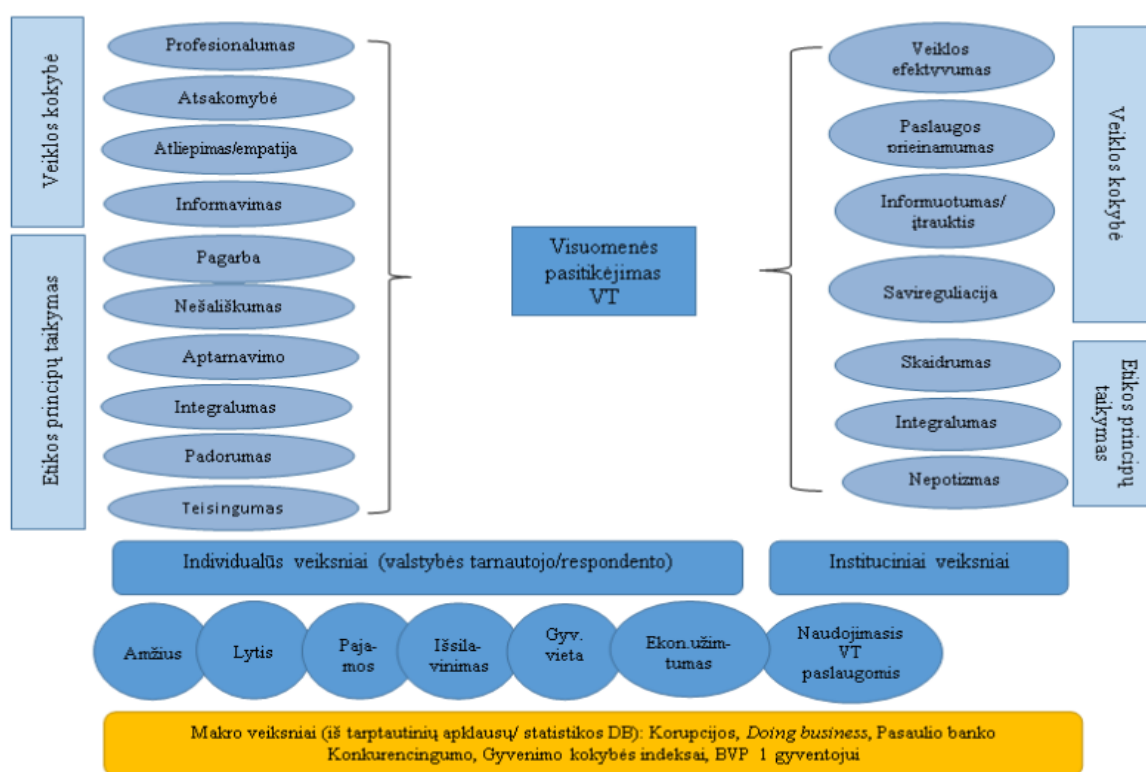 Veiklos kokybė
Profesionalumas
Atsakomybė
Atliepimas/empatija
Informavimas
Etikos principų taikymas
Pagarba
Nešališkumas
Aptarnavimo
Integralumas
Padorumas
Teisingumas
Visuomenės
pasitikėjimas
VT
Veiklos
efektyvumas
Paslaugos
prieinamumas
Informuotumas/
įtrauktis
Savireguliacija
Veiklos kokybė
Skaidrumas
Integralumas
Nepotizmas
Etikos principų
taikymas
Individualūs veiksniai (valstybės tarnautojo/respondento)
Instituciniai veiksniai
Amžius
Lytis
Paja-
mos
Išsila-
vinimas
Gyv.
vieta
Ekon.užim-
tumas
Naudojimasis
VT
paslaugomis
Makro veiksniai (iš tarptautinių apklausų/ statistikos DB): Korupcijos, Doing business, Pasaulio banko
Konkurencingumo, Gyvenimo kokybės indeksai, BVP 1 gyventojui